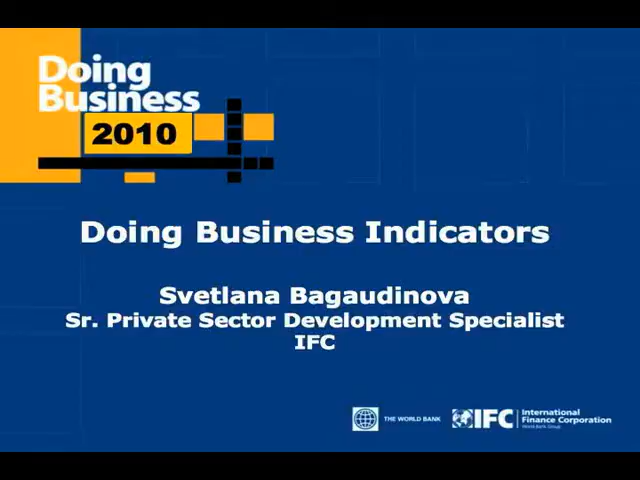 Doing
Business
2010
Doing Business Indicators
Svetlana Bagaudinova
Sr. Private Sector Development Specialist
IFC
THE WORLD BANK
IFC
International
Finance Corporation
World Bank Group